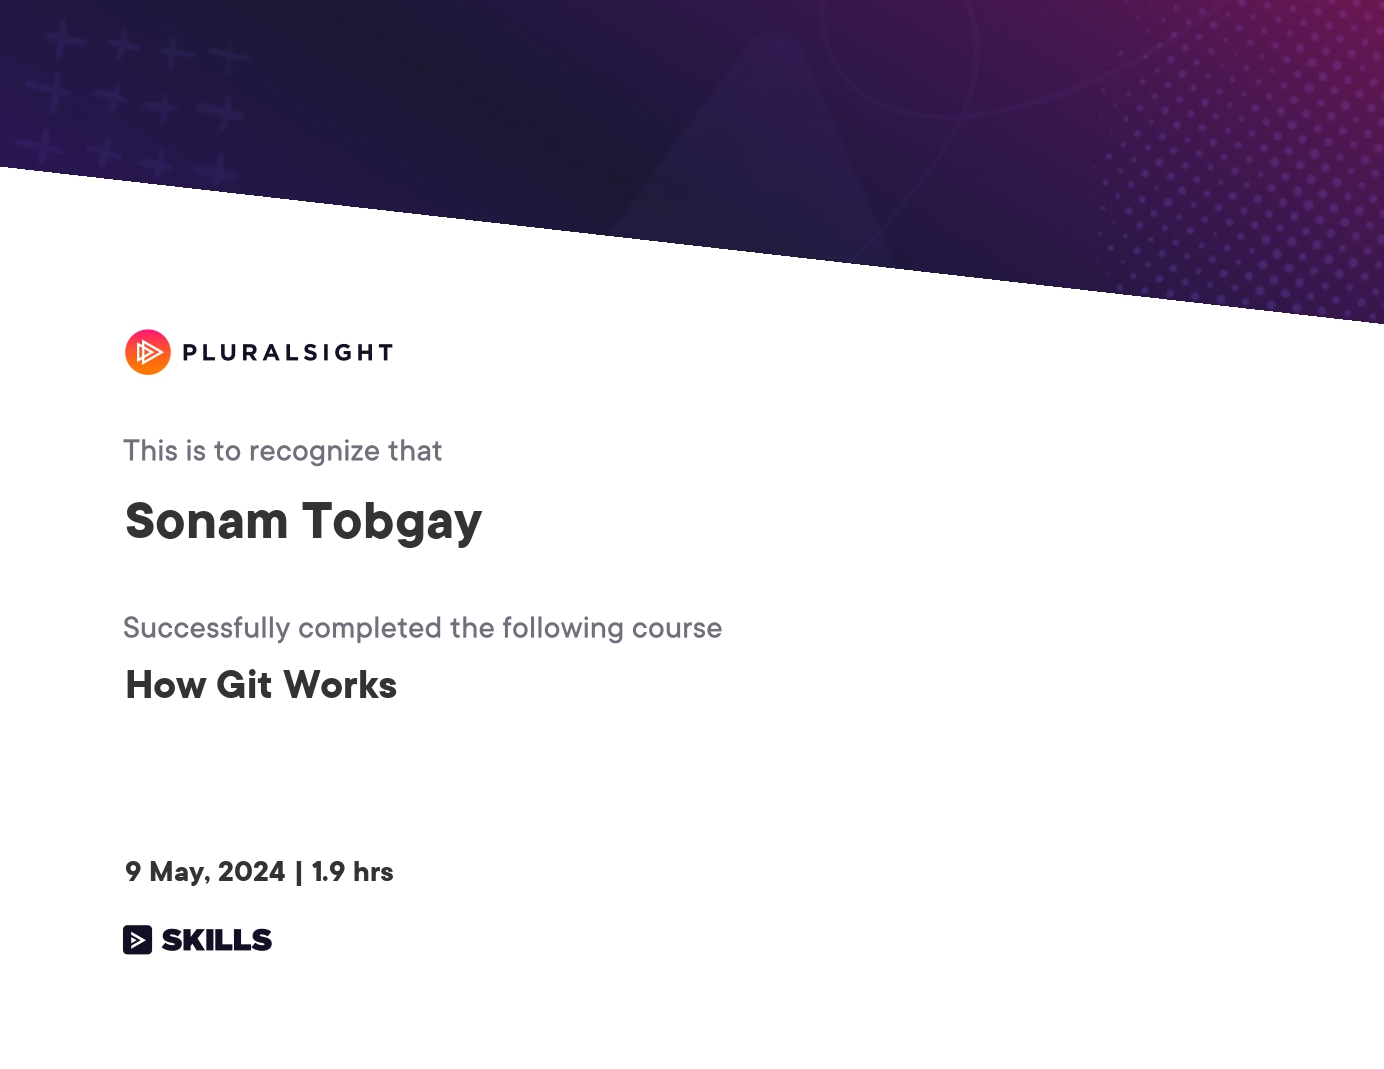 PLURALSIGHT
This is to recognize that
Sonam Tobgay
Successfully completed the following course
How Git Works
9 May, 2024 | 1.9 hrs
SKILLS